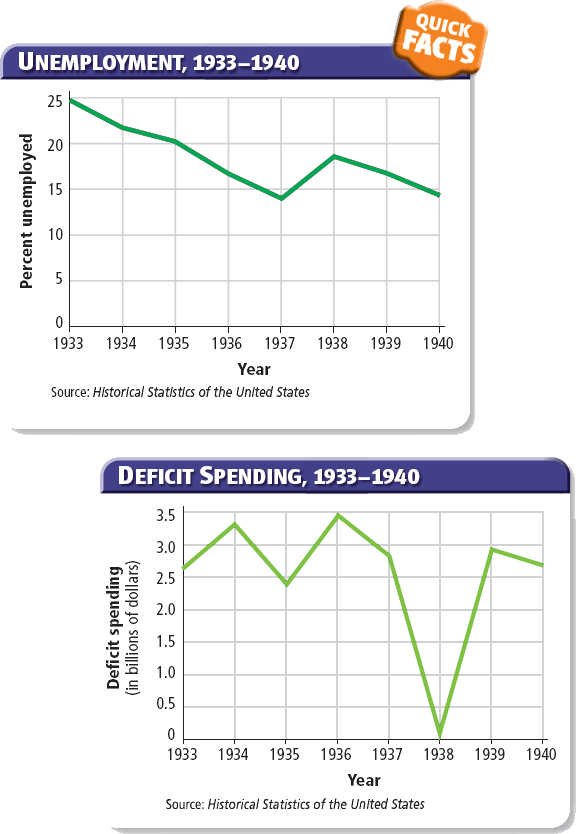 QUICK
FACTS
UNEMPLOYMENT, 1933–1940
Percent unemployed
25
20
15
10
5
0
1933 1934 1935 1936 1937 1938 1939 1940
Year
Source: Historical Statistics of the United States
DEFICIT SPENDING, 1933–1940
Deficit spending
(in billions of dollars)
3.5
3.0
2.5
2.0
1.5
1.0
0.5
0
1933 1934 1935 1936 1937 1938 1939 1940
Year
Source: Historical Statistics of the United States